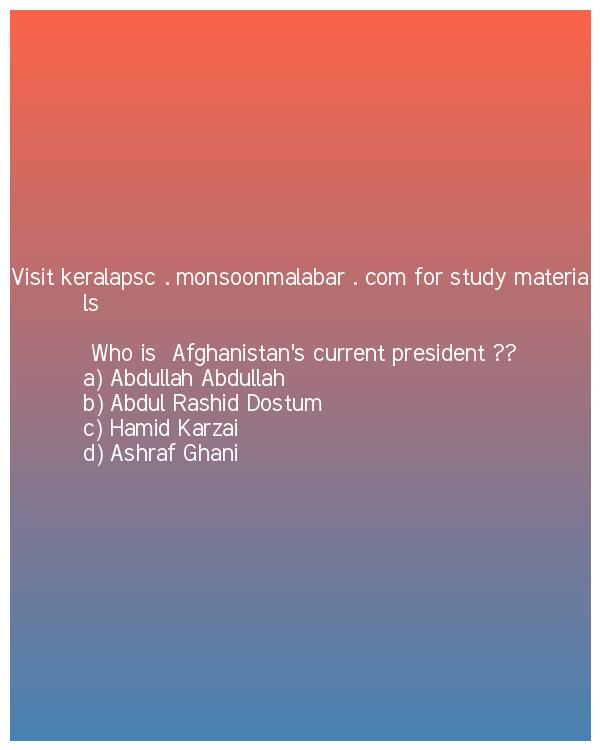 Visit keralapsc . monsoonmalabar . com for study materia
ls
Who is  Afghanistan's current president ??
a) Abdullah Abdullah
b) Abdul Rashid Dostum
c) Hamid Karzai
d) Ashraf Ghani